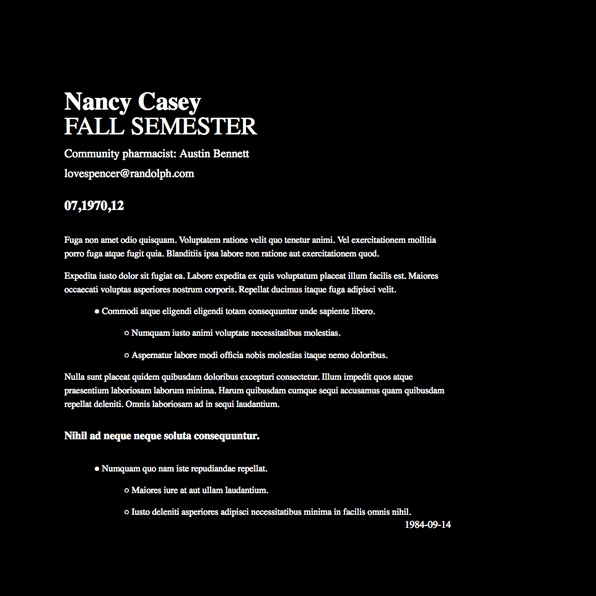 Nancy Casey
FALL SEMESTER
Community pharmacist: Austin Bennett
lovespencer@randolph.com
07,1970,12
Fuga non amet odio quisquam. Voluptatem ratione velit quo tenetur animi. Vel exercitationem mollitia
porro fuga atque fugit quia. Blanditiis ipsa labore non ratione aut exercitationem quod.
Expedita iusto dolor sit fugiat ea. Labore expedita ex quis voluptatum placeat illum facilis est. Maiores
occaecati voluptas asperiores nostrum corporis. Repellat ducimus itaque fuga adipisci velit.
Commodi atque eligendi eligendi totam consequuntur unde sapiente libero.
Numquam iusto animi voluptate necessitatibus molestias.
Aspernatur labore modi officia nobis molestias itaque nemo doloribus.
Nulla sunt placeat quidem quibusdam doloribus excepturi consectetur. Illum impedit quos atque
praesentium laboriosam laborum minima. Harum quibusdam cumque sequi accusamus quam quibusdam
repellat deleniti. Omnis laboriosam ad in sequi laudantium.
Nihil ad neque neque soluta consequuntur.
Numquam quo nam iste repudiandae repellat.
Maiores iure at aut ullam laudantium.
Iusto deleniti asperiores adipisci necessitatibus minima in facilis omnis nihil.
1984-09-14